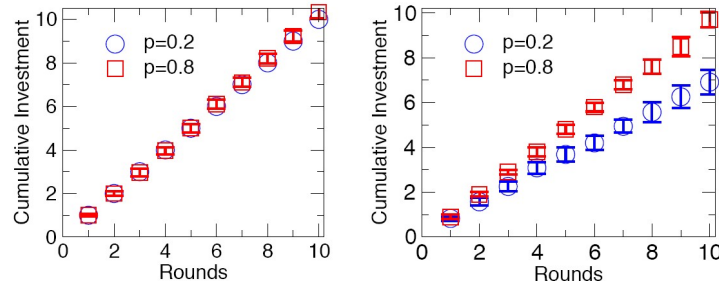 10
8
6
4
2
0
Cumulative Investment
p=0.2
p=0.8
0 2 4 6 8 10
Rounds
10
8
6
4
2
0
Cumulative Investment
p=0.2
p=0.8
0 2 4 6 8 10
Rounds